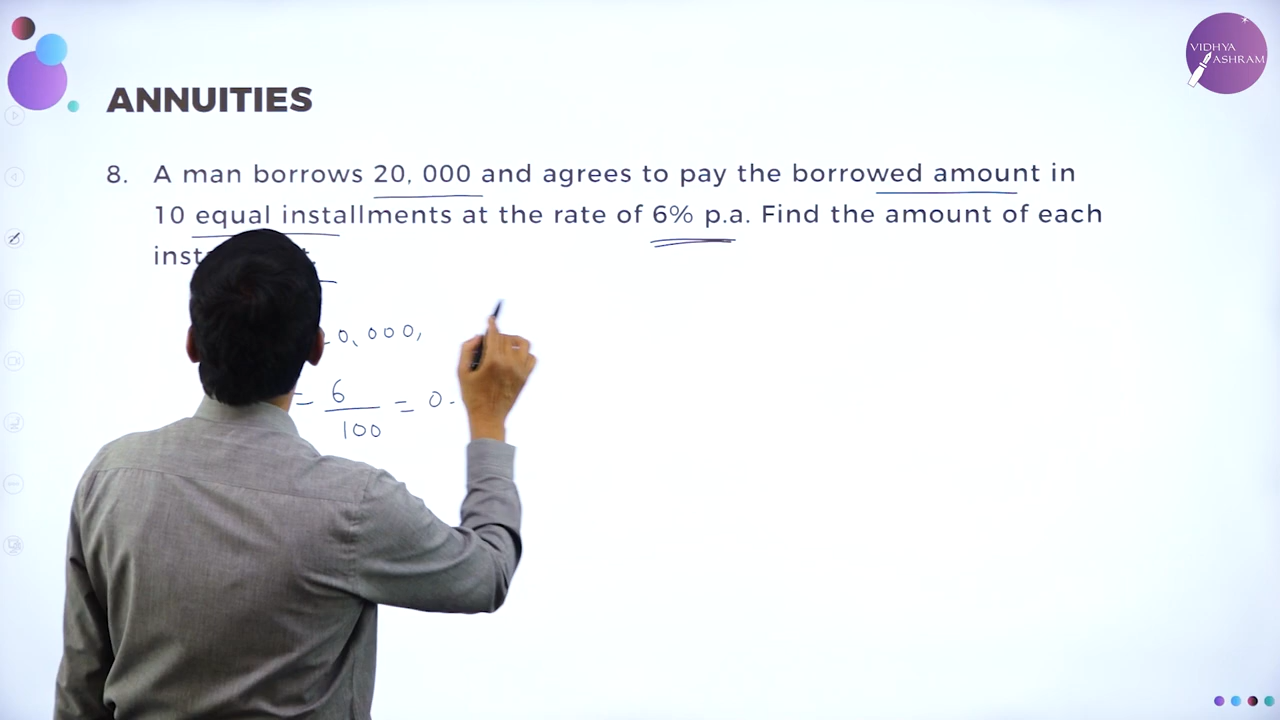 VIDHYA
ASHRAM
ANNUITIES
8. A man borrows 20, 000 and agrees to pay the borrowed amount in
10 equal installments at the rate of 6% p.a. Find the amount of each
0,000,
= 6/100 = 0.